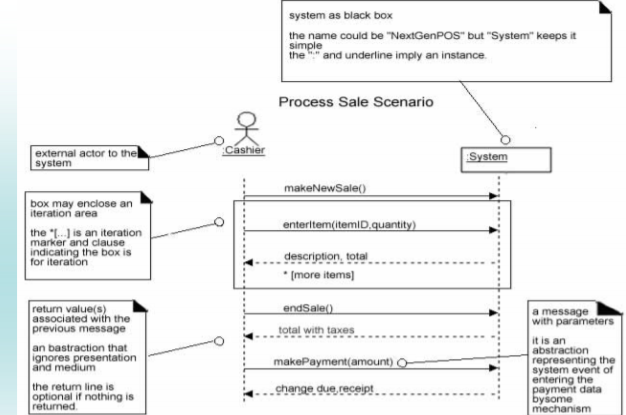 system as black box
the name could be "NextGenPOS" but "System" keeps it
simple
the ":" and underline imply an instance.
Process Sale Scenario
external actor to the
system
:Cashier
:System
makeNewSale()
box may enclose an
iteration area
the *[...] is an iteration
marker and clause
indicating the box is
for iteration
enterItem(itemID,quantity)
description, total
* [more items]
endSale()
return value(s)
associated with the
previous message
an bastraction that
ignores presentation
and medium
the return line is
optional if nothing is
returned.
total with taxes
makePayment(amount)
change due,receipt
a message
with parameters
it is an
abstraction
representing the
system event of
entering the
payment data
bysome
mechanism